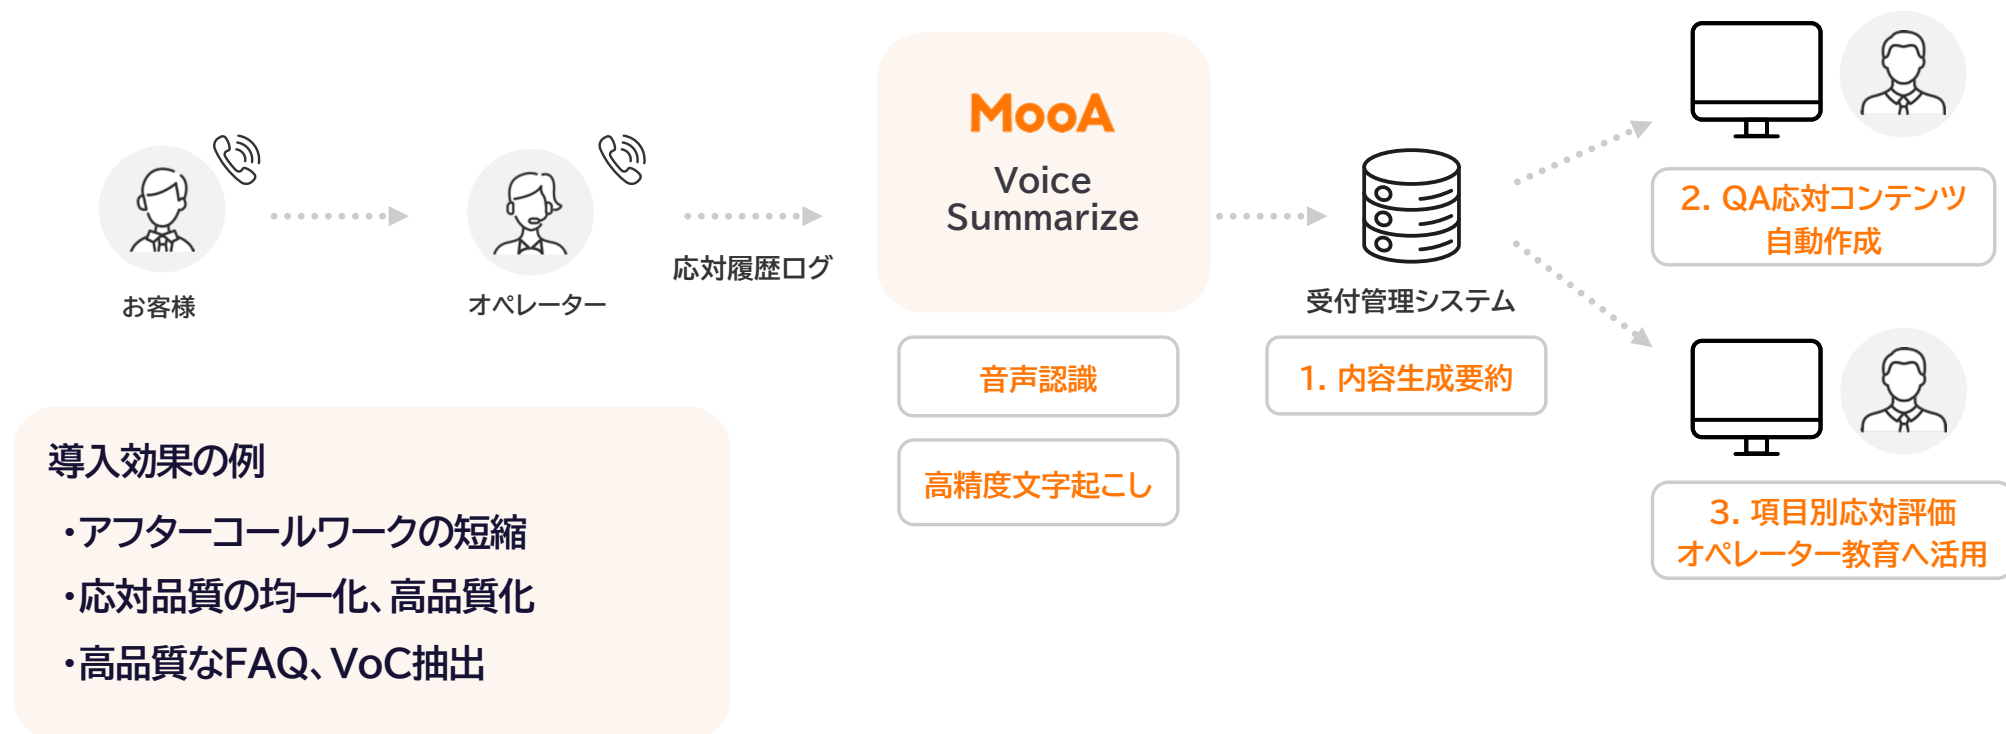 お客様
オペレーター
応対履歴ログ
MooA
Voice
Summarize
音声認識
高精度文字起こし
受付管理システム
1. 内容生成要約
2. QA応対コンテンツ
自動作成
3. 項目別応対評価
オペレーター教育へ活用
導入効果の例
・アフターコールワークの短縮
・応対品質の均一化、高品質化
・高品質なFAQ、VoC抽出